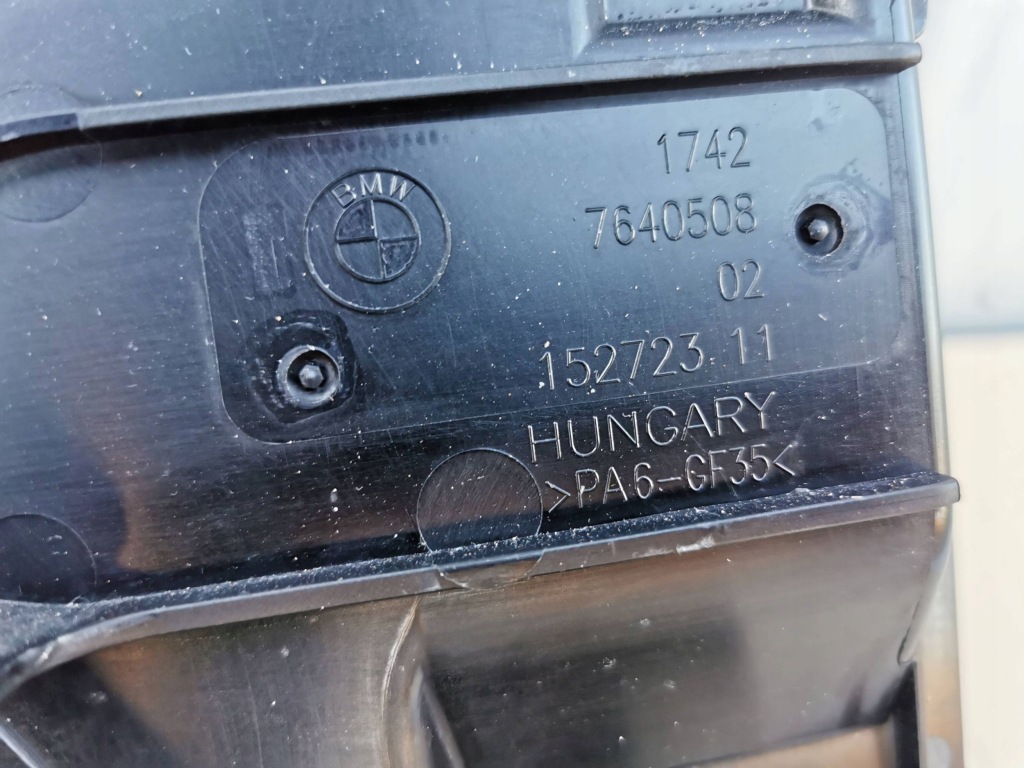 BMW
1742
7640508
02
152723 11
HUNGARY
>PA6-GF35<